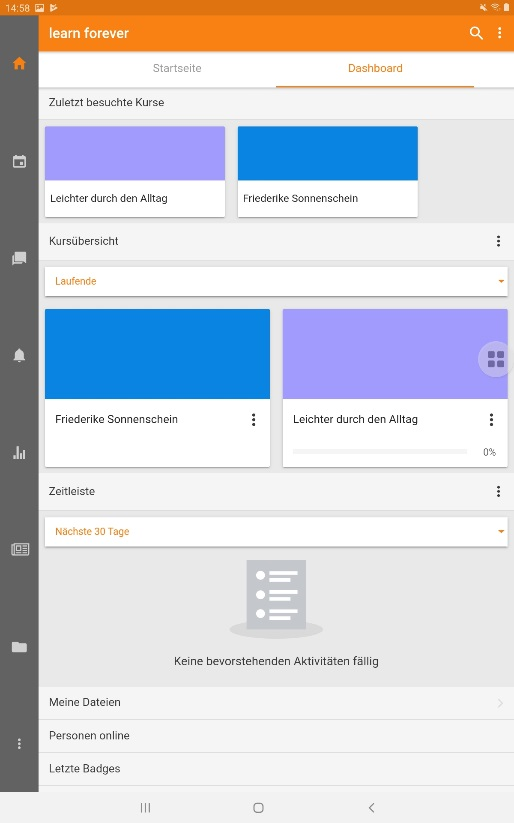 14:58
learn forever
Startseite
Dashboard
Zuletzt besuchte Kurse
Leichter durch den Alltag
Friederike Sonnenschein
Kursübersicht
Laufende
Friederike Sonnenschein
Leichter durch den Alltag
0%
Zeitleiste
Nächste 30 Tage
Keine bevorstehenden Aktivitäten fällig
Meine Dateien
Personen online
Letzte Badges